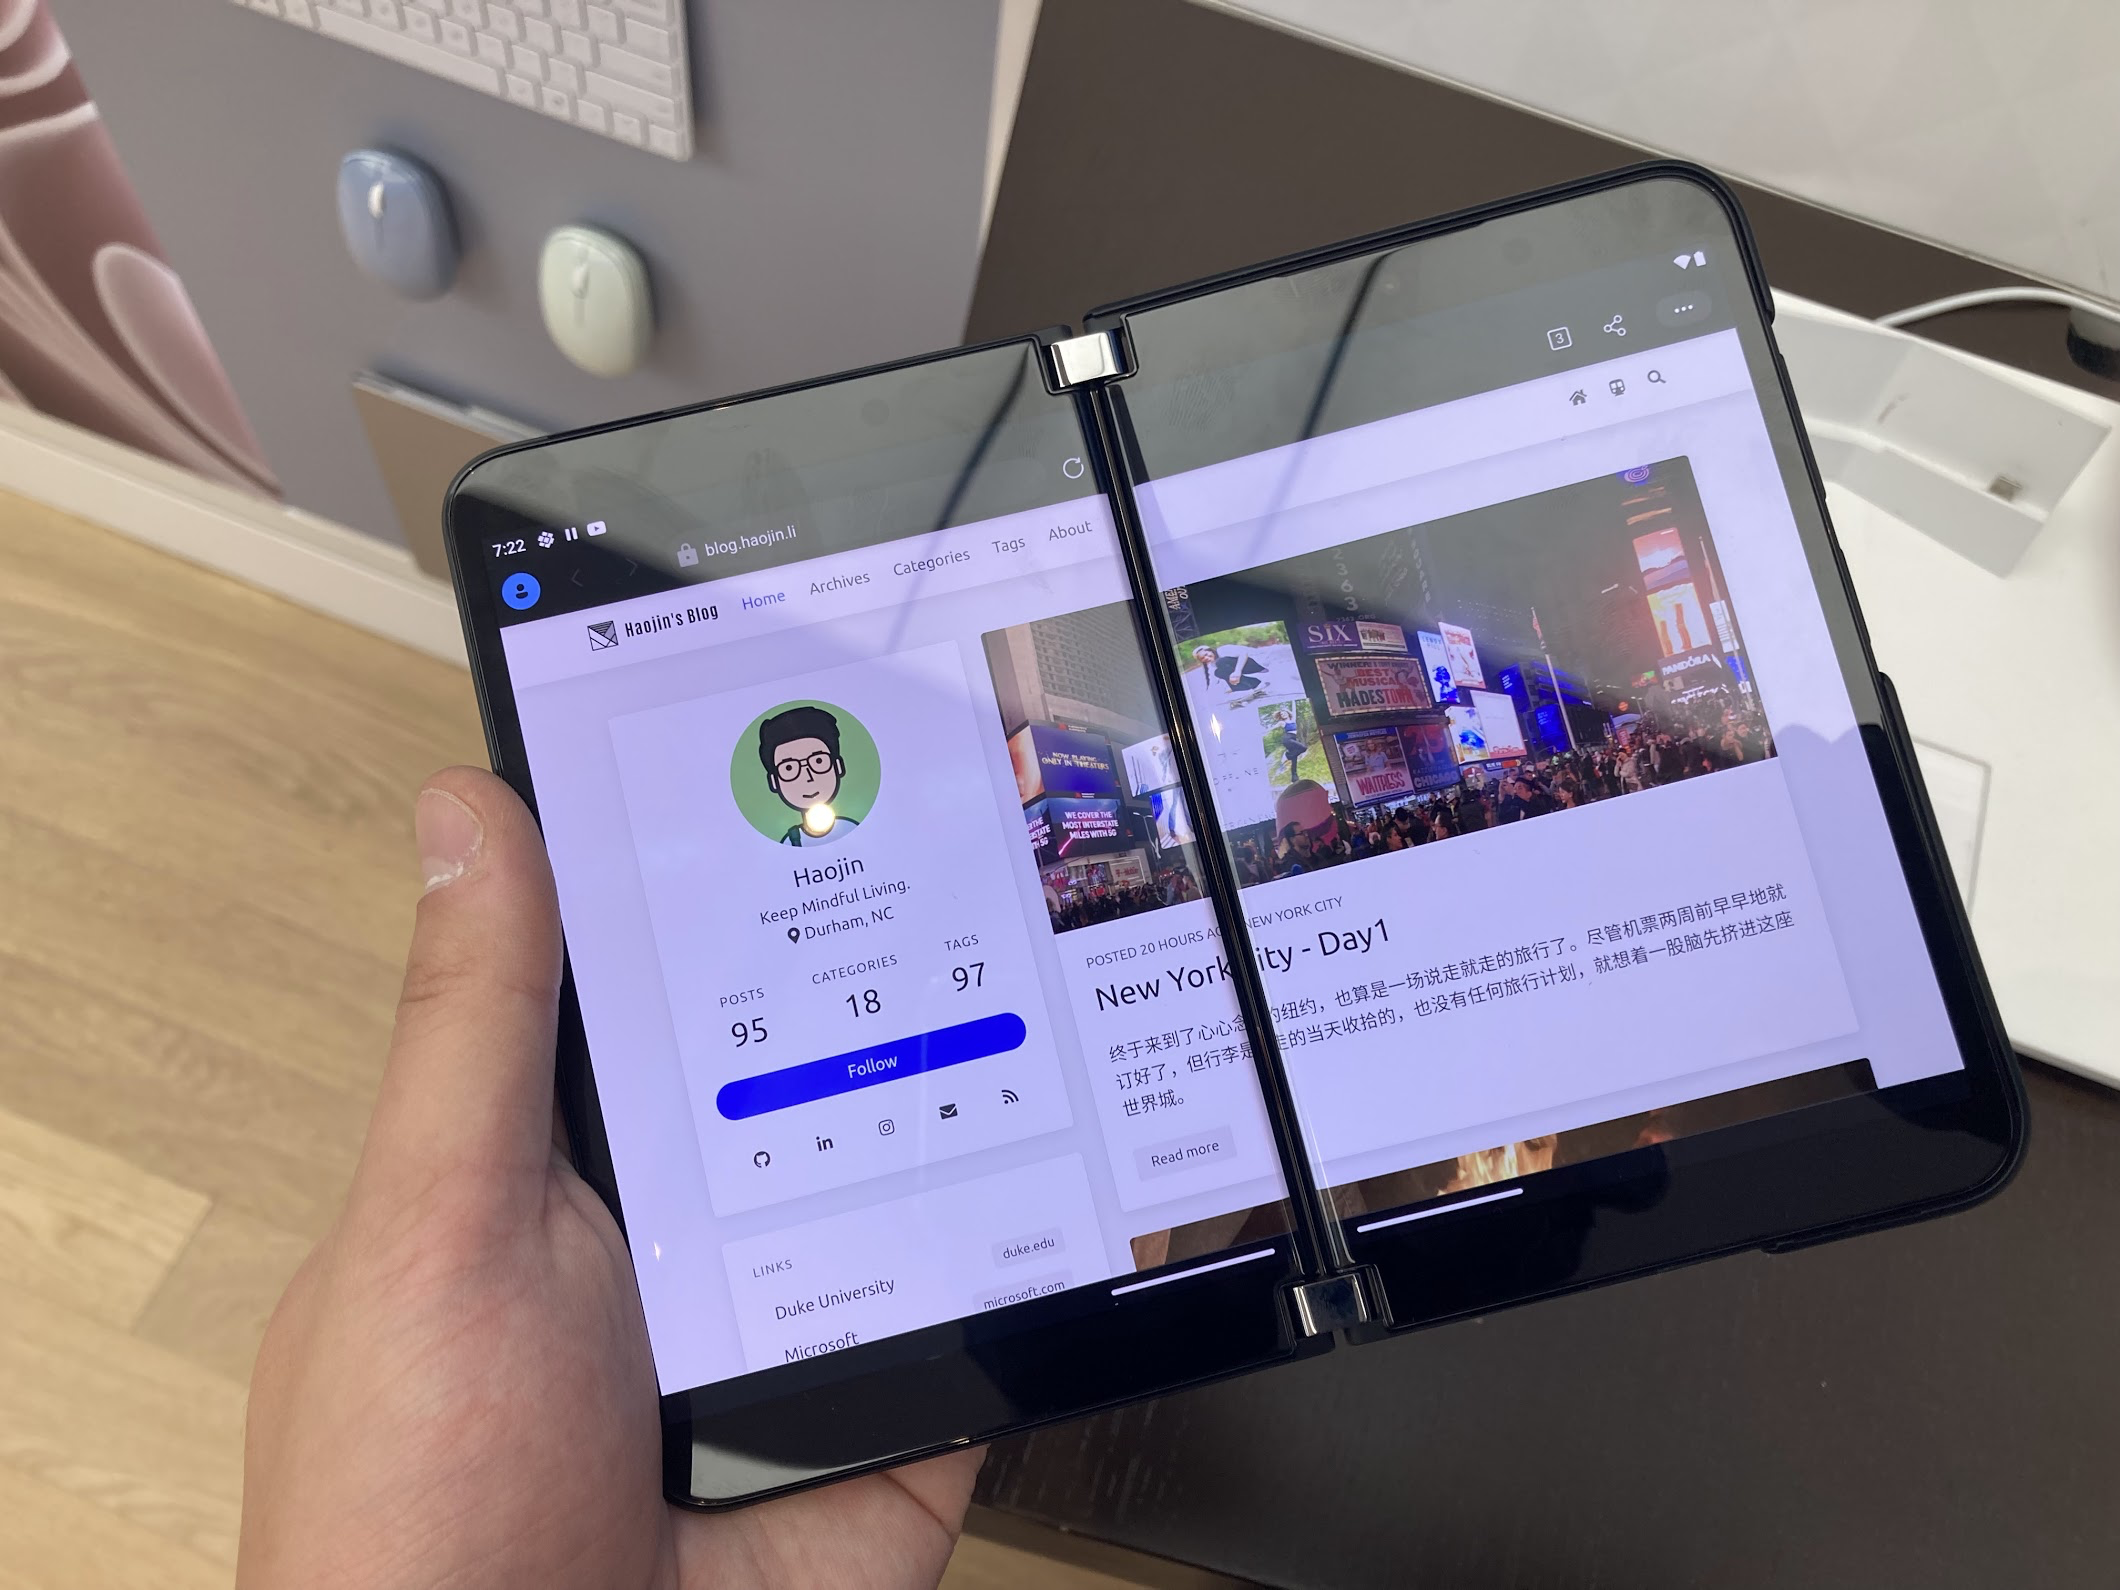 7:22
blog.haojin.li
3
Haojin's Blog
Home
Archives
Categories
Tags
About
Haojin
Keep Mindful Living.
Durham, NC
POSTS
CATEGORIES
TAGS
95
18
97
Follow
LINKS
Duke University
duke.edu
Microsoft
microsoft.com
2363
SIX
WINNER!
BEST
MUSICAL
HADESTOWN
PANDÖRA
WAITRESS
CHICAGO
NOW PLAYING
ONLY IN THEATERS
WE COVER THE
MOST INTERSTATE
MILES WITH 5G
POSTED 20 HOURS AGO NEW YORK CITY
New York City - Day1
终于来到了心心念 的纽约，也算是一场说走就走的旅行了。尽管机票两周前早早地就
订好了，但行李是 走的当天收拾的，也没有任何旅行计划，就想着一股脑先挤进这座
世界城。
Read more